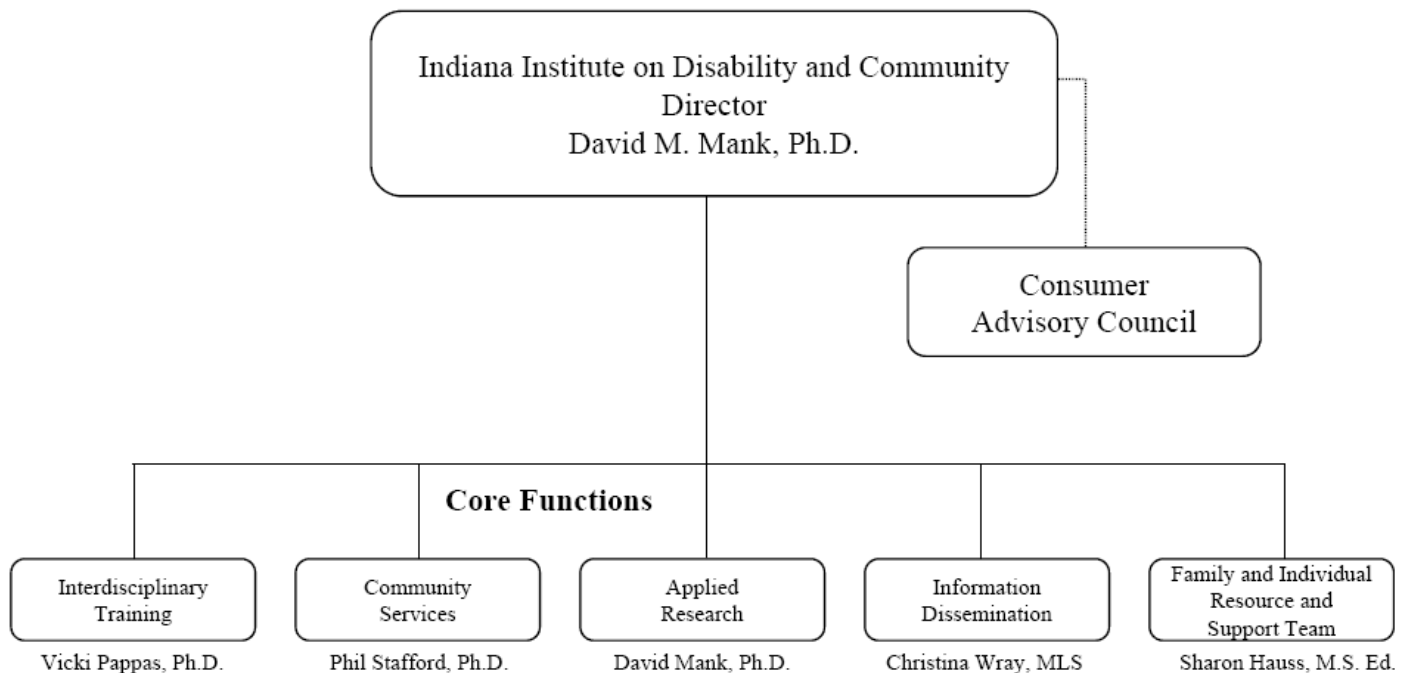 Indiana Institute on Disability and Community
Director
David M. Mank, Ph.D.
Consumer
Advisory Council
Core Functions
Interdisciplinary
Training
Vicki Pappas, Ph.D.
Community
Services
Phil Stafford, Ph.D.
Applied
Research
David Mank, Ph.D.
Information
Dissemination
Christina Wray, MLS
Family and Individual
Resource and
Support Team
Sharon Hauss, M.S. Ed.